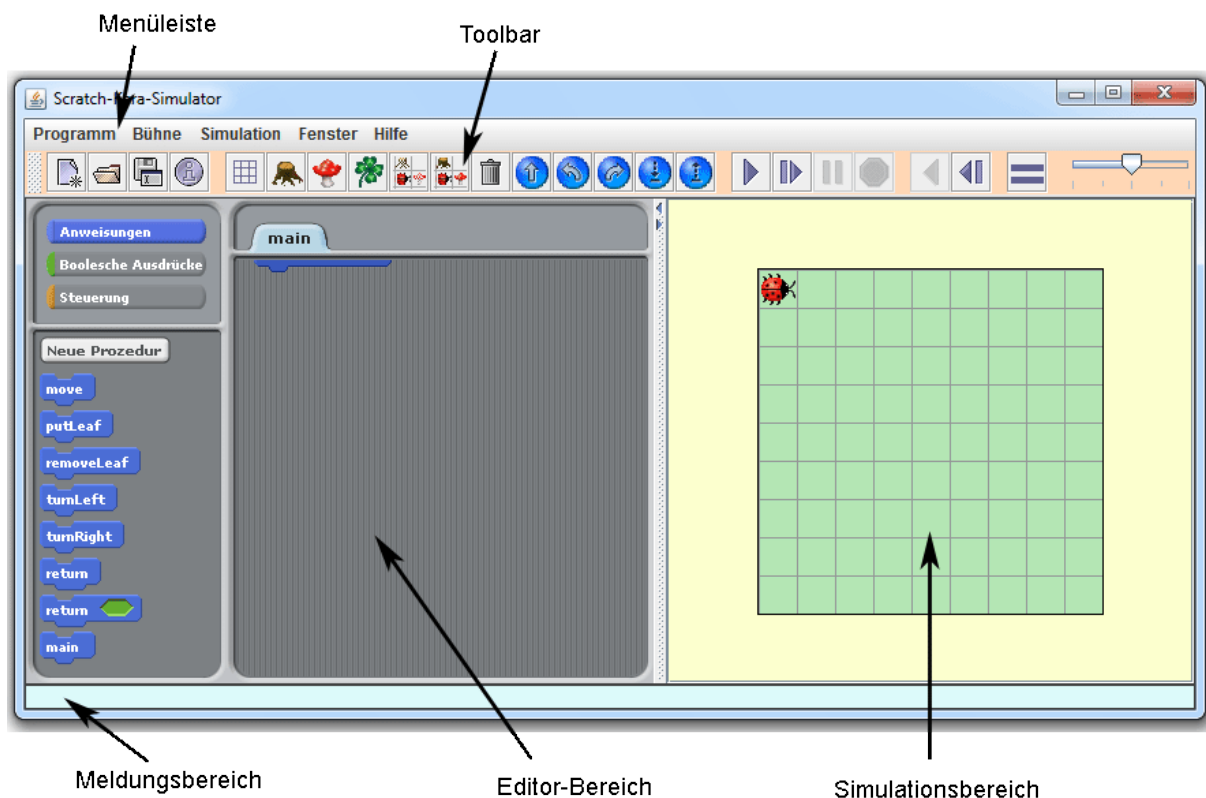 Menüleiste
Toolbar
Scratch-Kara-Simulator
Programm Bühne Simulation Fenster Hilfe
Anweisungen
Boolesche Ausdrücke
Steuerung
main
Neue Prozedur
move
putLeaf
removeLeaf
turnLeft
turnRight
return
return
main
Meldungsbereich
Editor-Bereich
Simulationsbereich